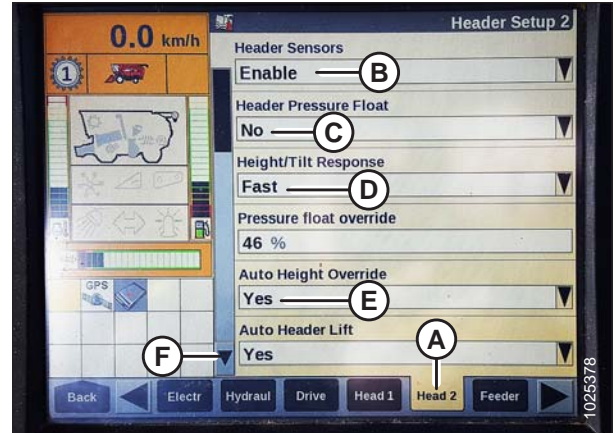 Header Setup 2
0.0 km/h
1
Header Sensors
Enable
B
Header Pressure Float
No
C
Height/Tilt Response
Fast
D
Pressure float override
46 %
Auto Height Override
GPS
Yes
E
Auto Header Lift
Yes
F
A
Back
Electr
Hydraul
Drive
Head 1
Head 2
Feeder
1025378